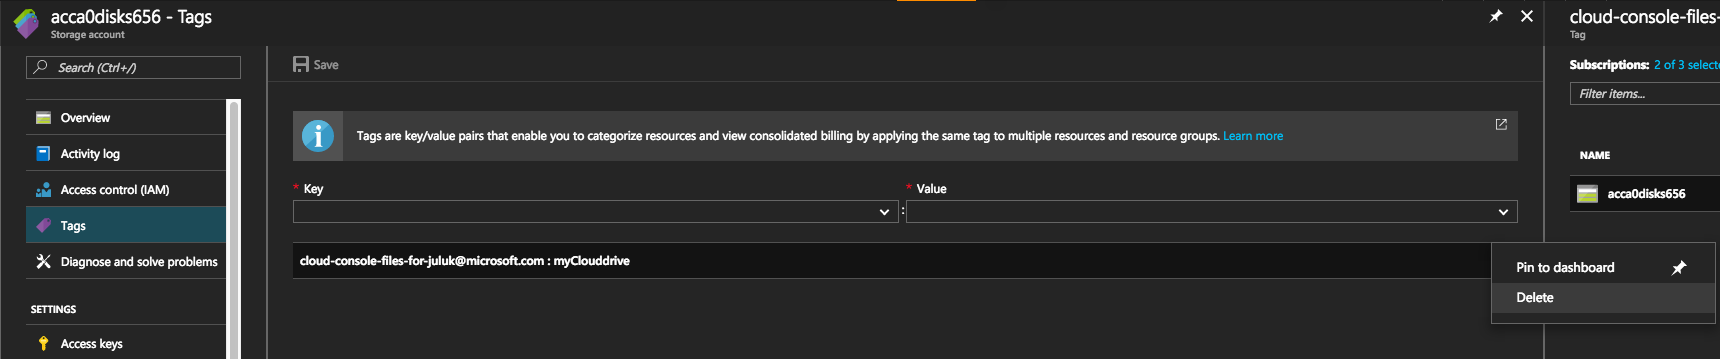 acca0disks656 - Tags
Storage account
Search (Ctrl+/)
Overview
Activity log
Access control (IAM)
Tags
Diagnose and solve problems
SETTINGS
Access keys
Save
Tags are key/value pairs that enable you to categorize resources and view consolidated billing by applying the same tag to multiple resources and resource groups. Learn more
* Key
* Value
:
cloud-console-files-for-juluk@microsoft.com : myClouddrive
Pin to dashboard
Delete
cloud-console-files-
Tag
Subscriptions: 2 of 3 selecte
Filter items...
NAME
acca0disks656